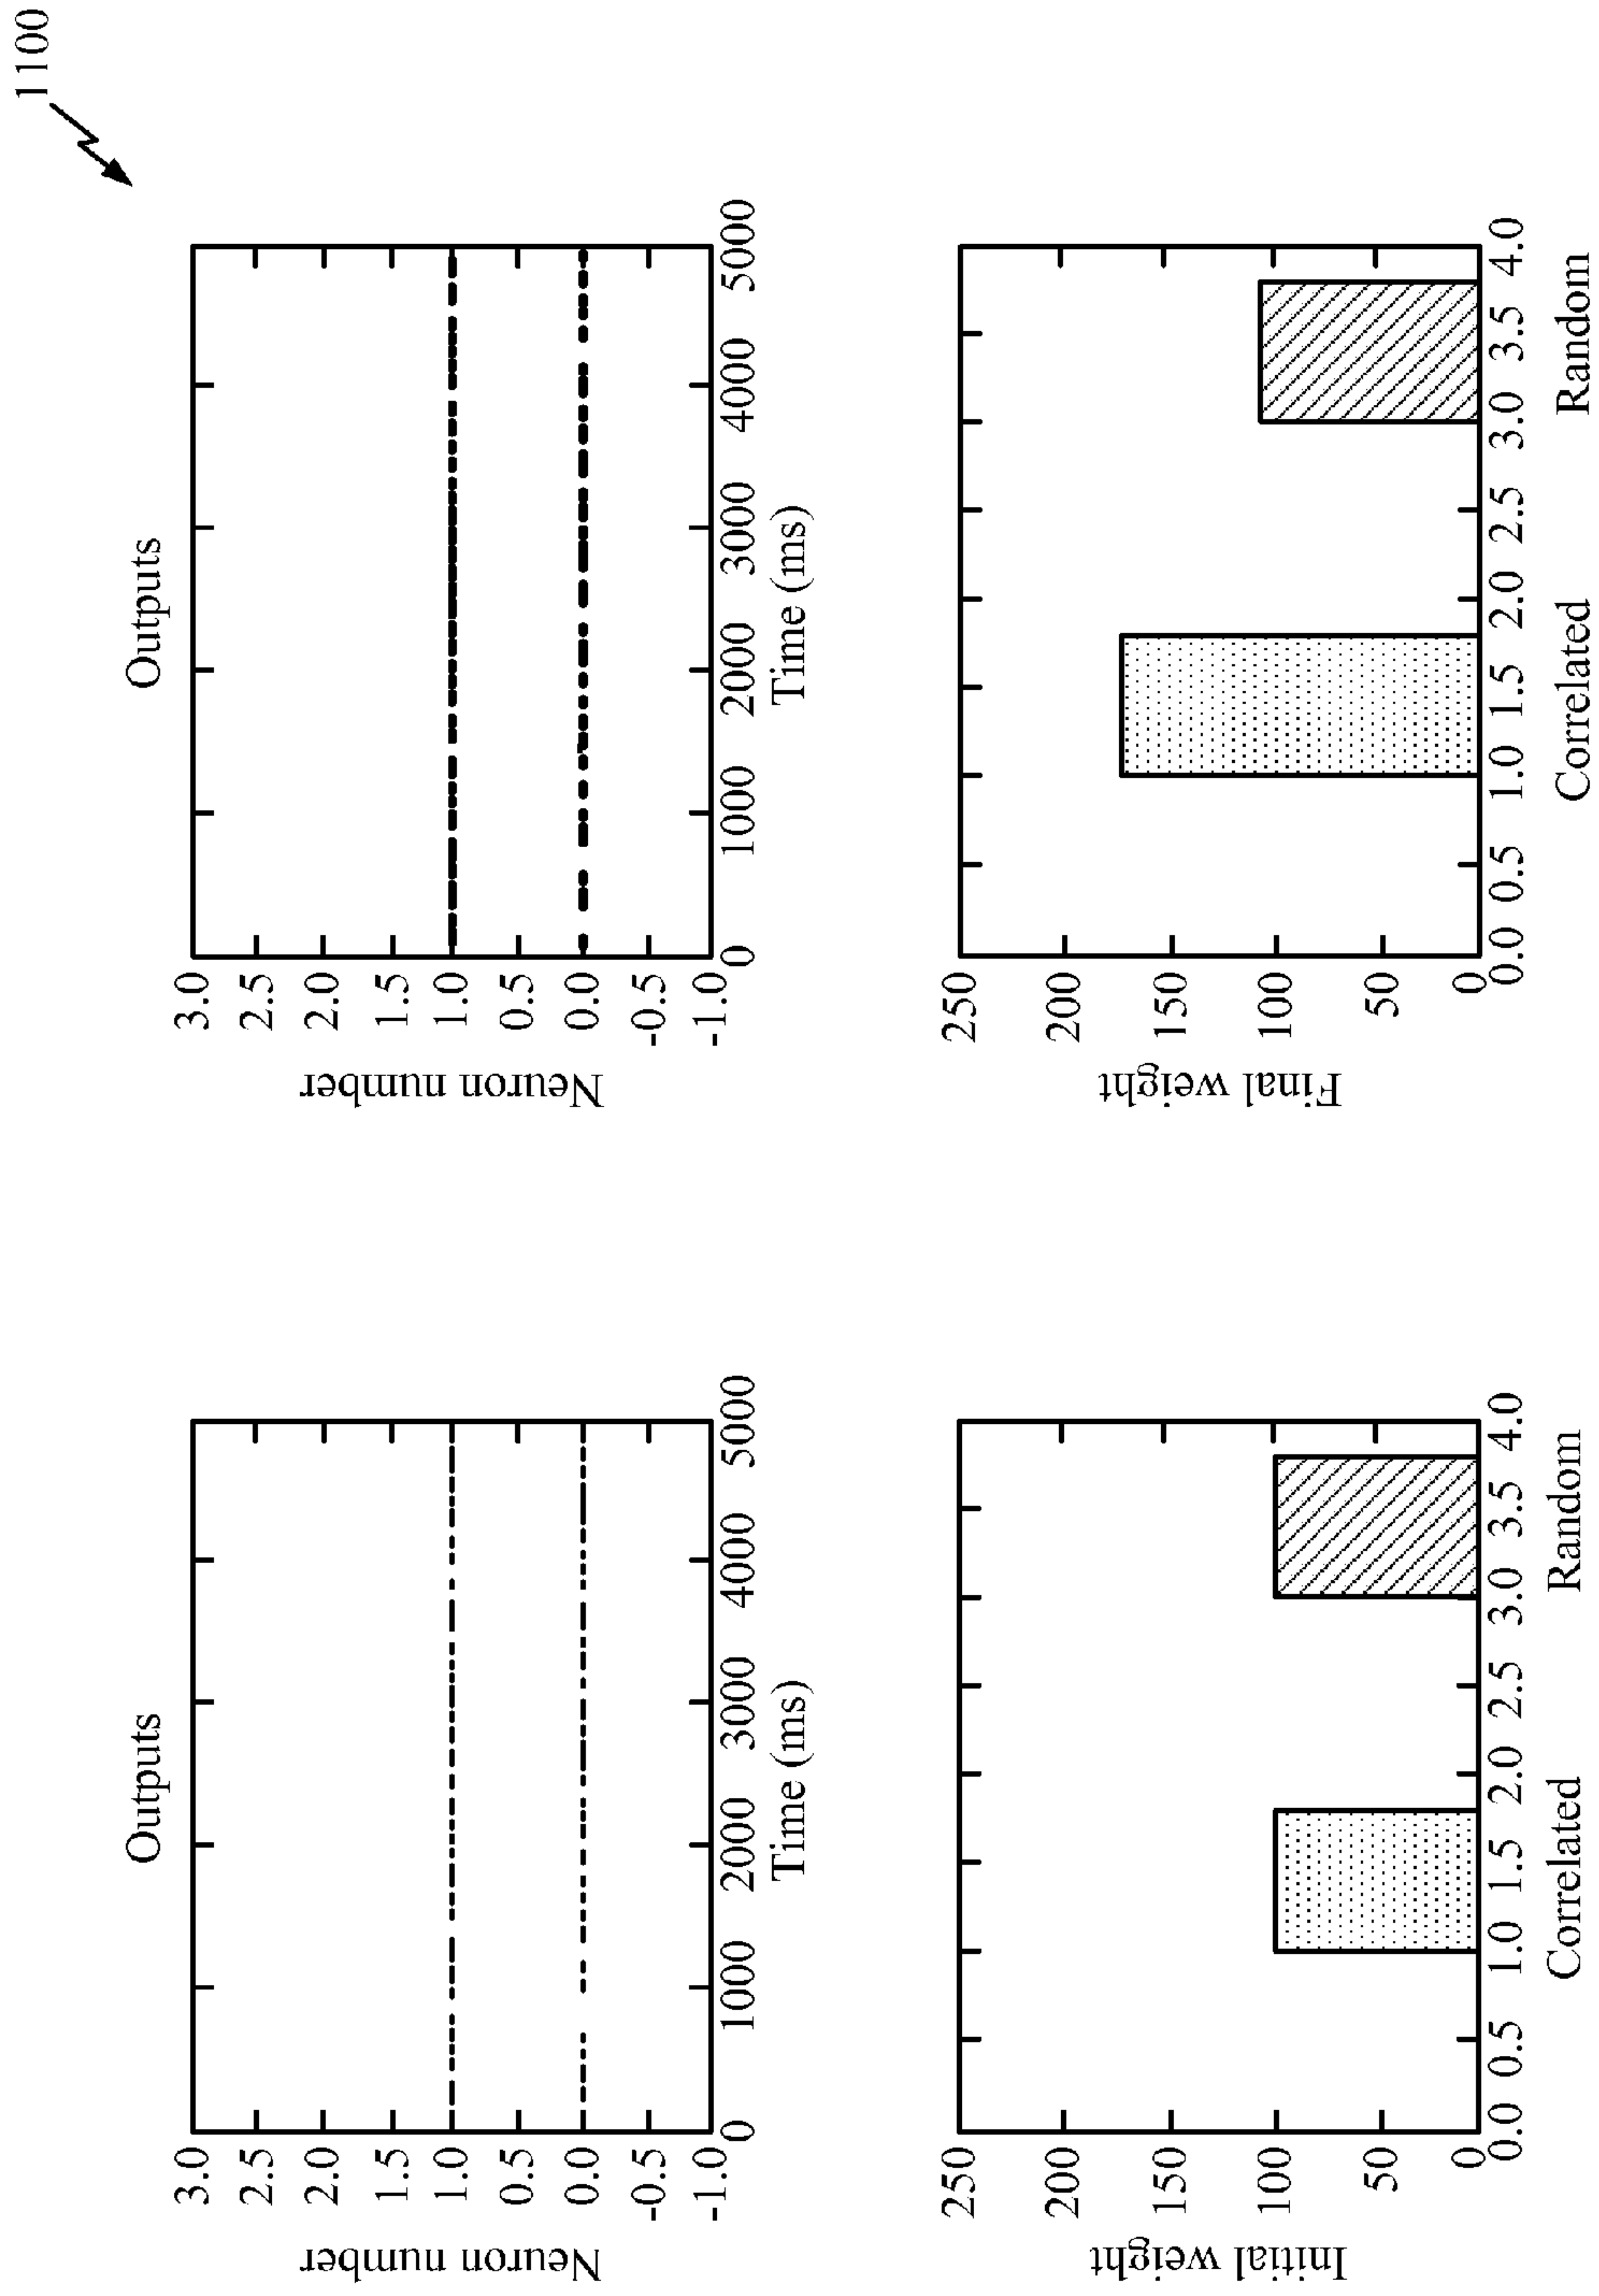 1100
Outputs
3.0
2.5
2.0
1.5
1.0
0.5
0.0
-0.5
-1.0
Neuron number
0 1000 2000 3000 4000 5000
Time (ms)
Outputs
3.0
2.5
2.0
1.5
1.0
0.5
0.0
-0.5
-1.0
Neuron number
0 1000 2000 3000 4000 5000
Time (ms)
250
200
150
100
50
0
Initial weight
0.0 0.5 1.0 1.5 2.0 2.5 3.0 3.5 4.0
Correlated Random
250
200
150
100
50
0
Final weight
0.0 0.5 1.0 1.5 2.0 2.5 3.0 3.5 4.0
Correlated Random